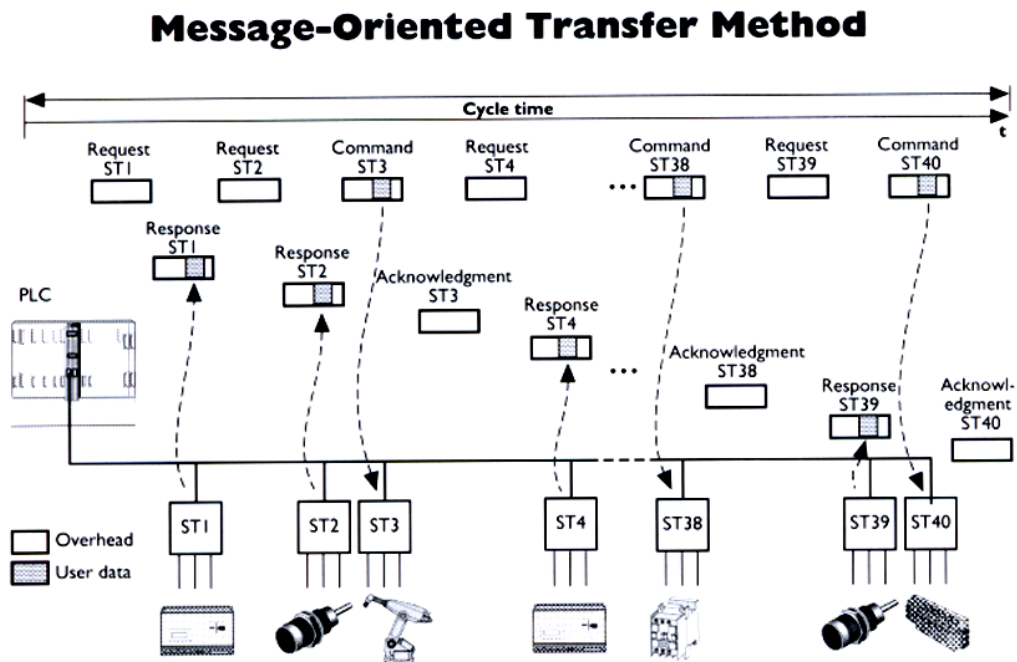 Message-Oriented Transfer Method
Cycle time
t
Request
ST1
Request
ST2
Command
ST3
Request
ST4
...
Command
ST38
Request
ST39
Command
ST40
Response
ST1
Response
ST2
Acknowledgment
ST3
Response
ST4
...
Acknowledgment
ST38
Response
ST39
Acknowl-
edgment
ST40
PLC
ST1
ST2
ST3
ST4
ST38
ST39
ST40
Overhead
User data